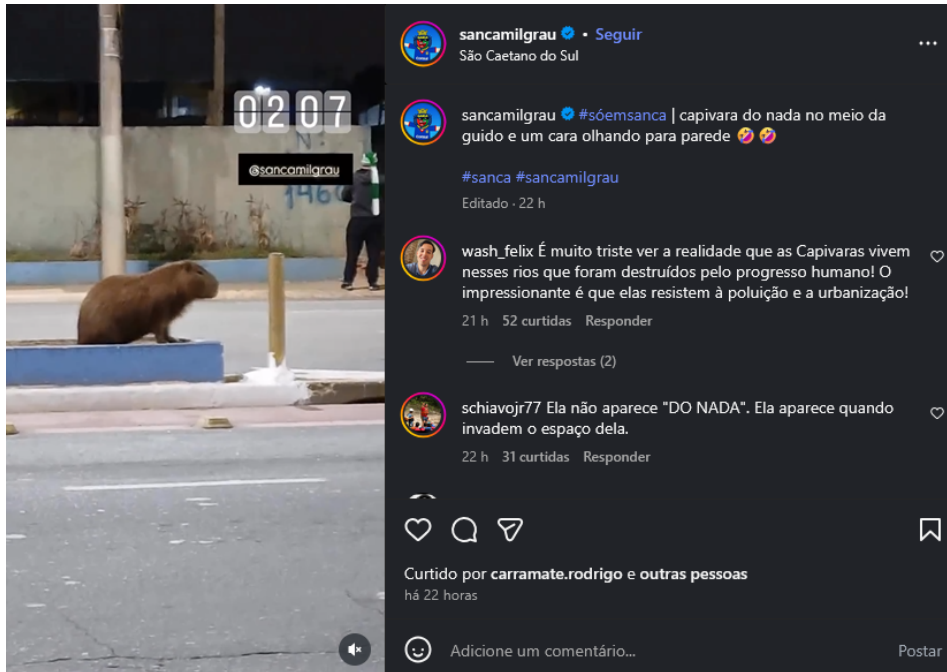 02 07
@sancamilgrau
sancamilgrau • Seguir
São Caetano do Sul
sancamilgrau #sóemsanca | capivara do nada no meio da
guido e um cara olhando para parede 🤣🤣
#sanca #sancamilgrau
Editado · 22 h
wash_felix É muito triste ver a realidade que as Capivaras vivem
nesses rios que foram destruídos pelo progresso humano! O
impressionante é que elas resistem à poluição e a urbanização!
21 h 52 curtidas Responder
Ver respostas (2)
schiavojr77 Ela não aparece "DO NADA". Ela aparece quando
invadem o espaço dela.
22 h 31 curtidas Responder
Curtido por carramate.rodrigo e outras pessoas
há 22 horas
Adicione um comentário...
Postar